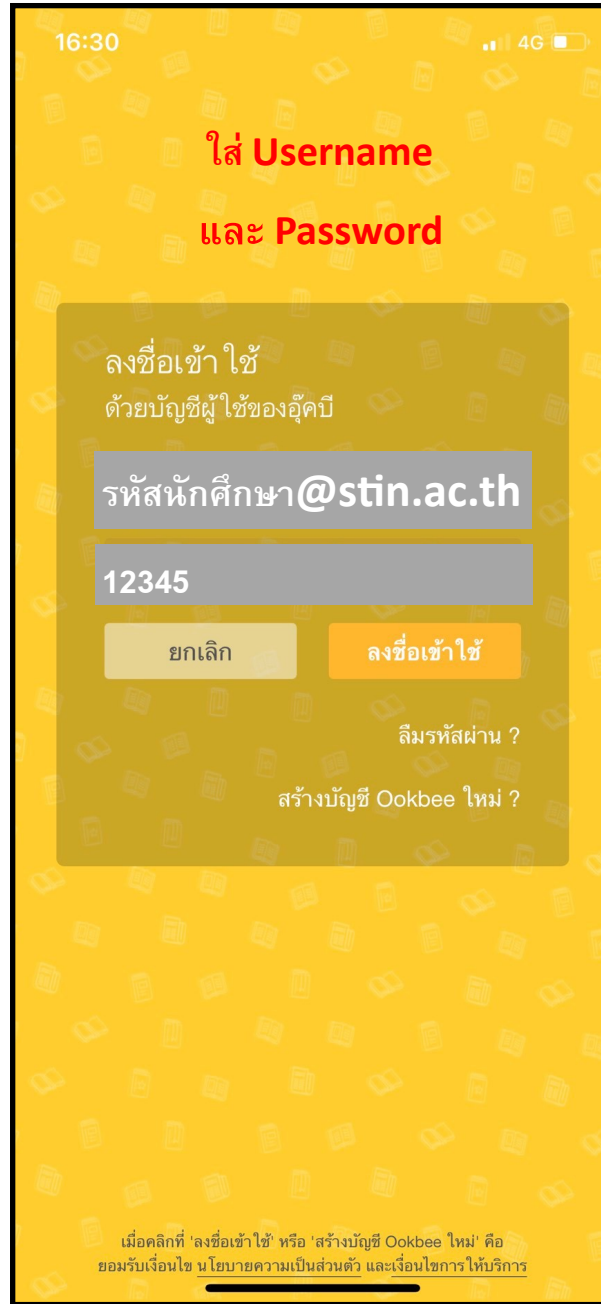 16:30
4G
ใส่ Username
และ Password
ลงชื่อเข้าใช้
ด้วยบัญชีผู้ใช้ของอุ๊คบี
รหัสนักศึกษา@stin.ac.th
12345
ยกเลิก
ลงชื่อเข้าใช้
ลืมรหัสผ่าน ?
สร้างบัญชี Ookbee ใหม่ ?
เมื่อคลิกที่ 'ลงชื่อเข้าใช้' หรือ 'สร้างบัญชี Ookbee ใหม่' คือ
ยอมรับเงื่อนไข นโยบายความเป็นส่วนตัว และเงื่อนไขการให้บริการ